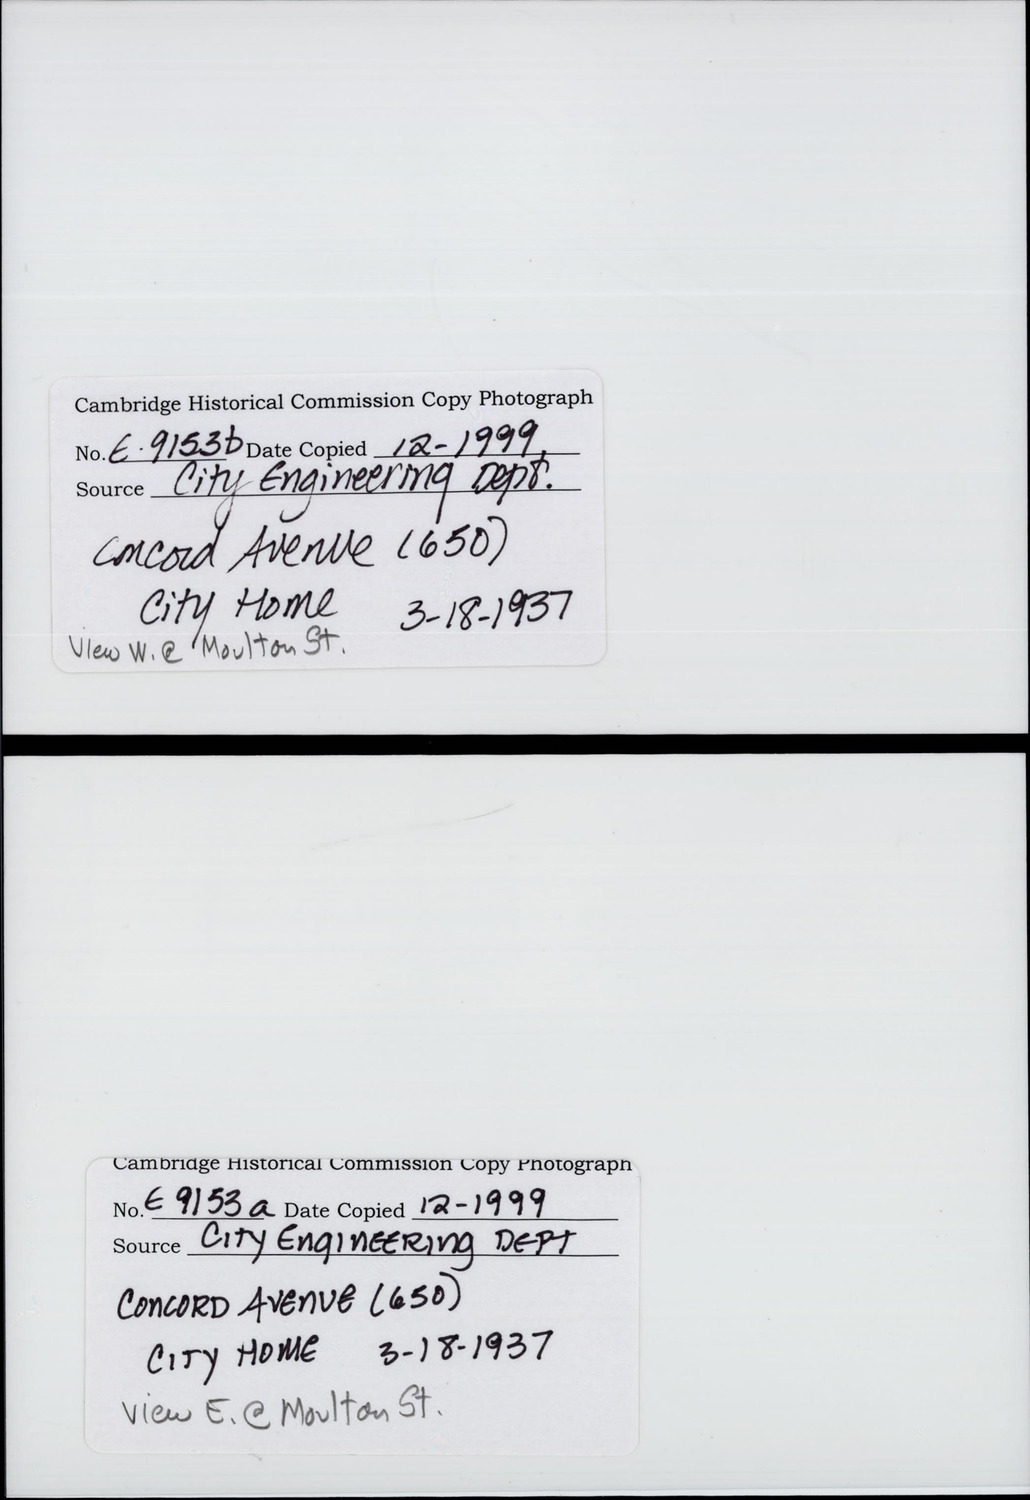 Cambridge Historical Commission Copy Photograph
No. E-9153b Date Copied 12-1999
Source City Engineering Dept.
Concord Avenue (650)
City Home 3-18-1937
View W. @ Moulton St.
Cambridge Historical Commission Copy Photograph
No. E 9153a Date Copied 12-1999
Source City Engineering Dept
Concord Avenue (650)
City Home 3-18-1937
View E. @ Moulton St.